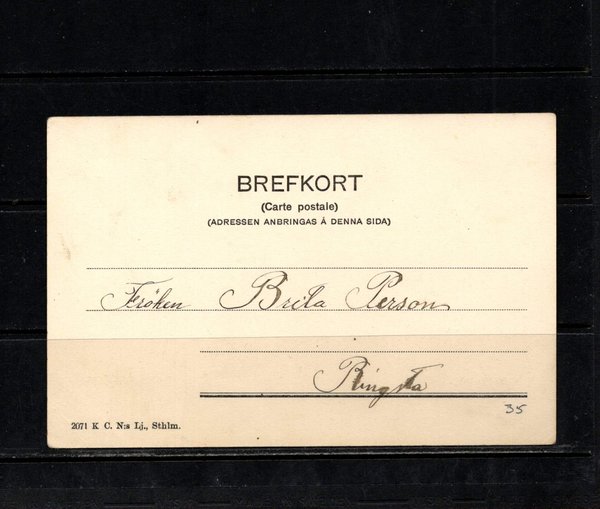 BREFKORT
(Carte postale)
(ADRESSEN ANBRINGAS Å DENNA SIDA)
Fröken Brita Person
Ringsta
35
2071 K C. N:s Lj., Sthlm.